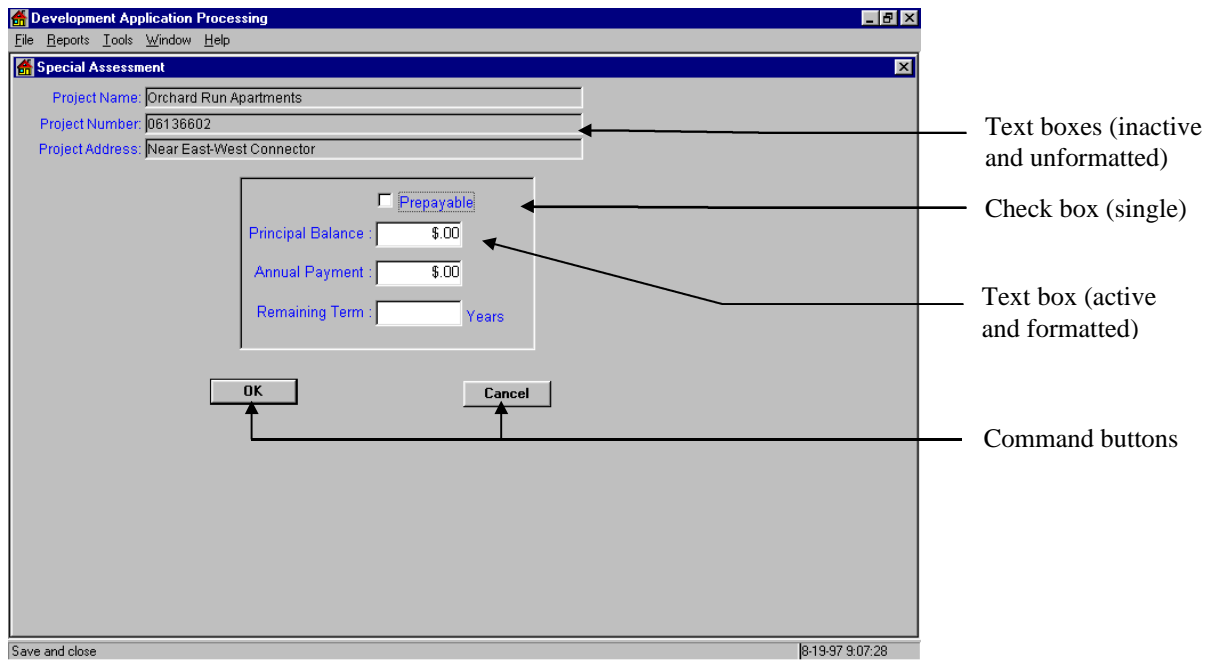 Development Application Processing
File Reports Tools Window Help
Special Assessment
Project Name: Orchard Run Apartments
Project Number: 06136602
Project Address: Near East-West Connector
Prepayable
Principal Balance : $.00
Annual Payment : $.00
Remaining Term : Years
OK Cancel
Save and close 8-19-97 9:07:28
Text boxes (inactive
and unformatted)
Check box (single)
Text box (active
and formatted)
Command buttons